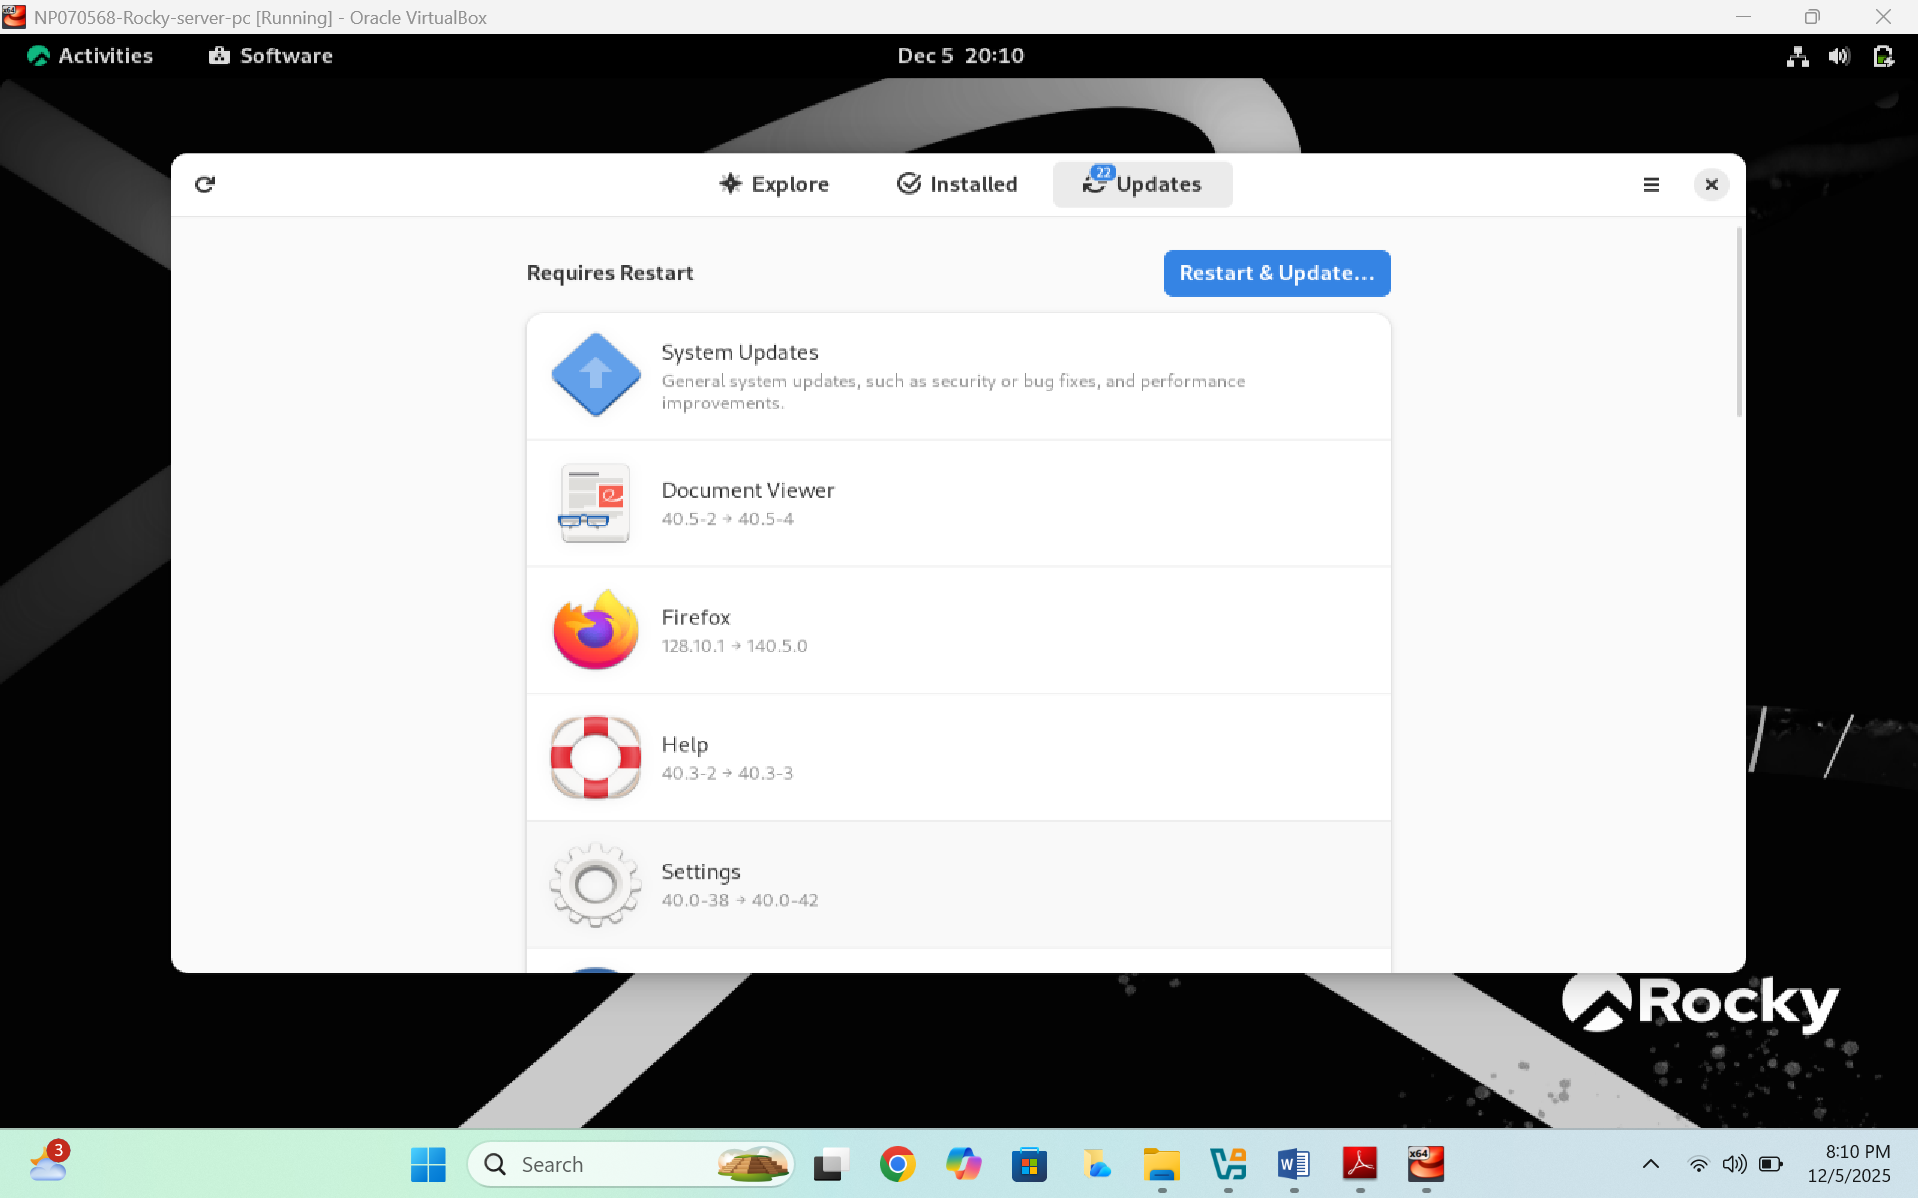 NP070568-Rocky-server-pc [Running] - Oracle VirtualBox
Activities Software Dec 5 20:10
Explore Installed 22 Updates
Requires Restart Restart & Update...
System Updates
General system updates, such as security or bug fixes, and performance
improvements.
Document Viewer
40.5-2 → 40.5-4
Firefox
128.10.1 → 140.5.0
Help
40.3-2 → 40.3-3
Settings
40.0-38 → 40.0-42
Rocky
3 Search W x64 8:10 PM
12/5/2025